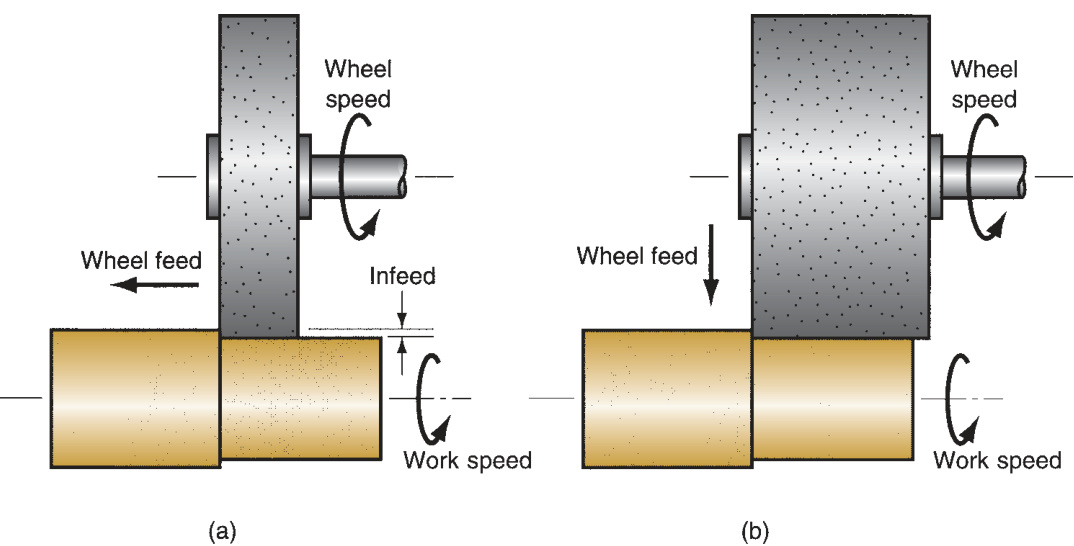 Wheel
speed
Wheel feed
Infeed
Work speed
(a)
Wheel
speed
Wheel feed
Work speed
(b)